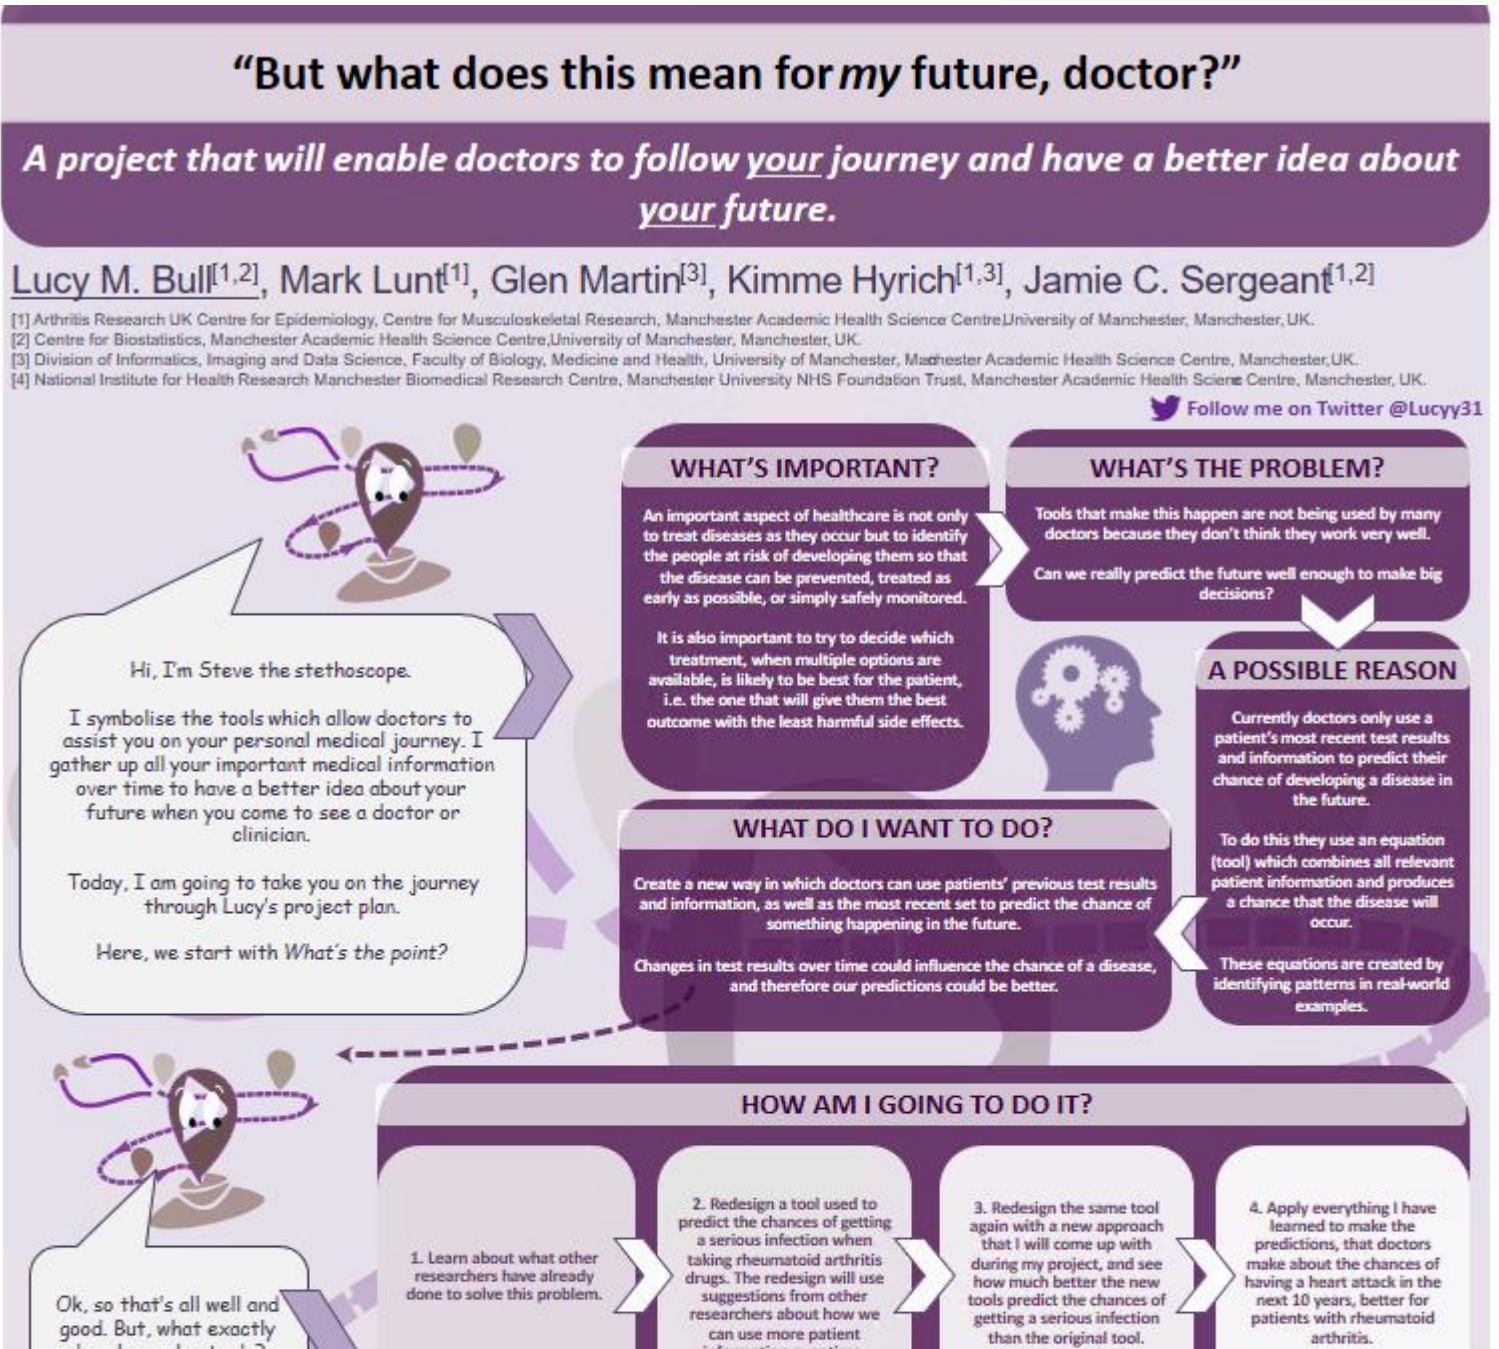 “But what does this mean for my future, doctor?”
A project that will enable doctors to follow your journey and have a better idea about
your future.
Lucy M. Bull[1,2], Mark Lunt[1], Glen Martin[3], Kimme Hyrich[1,3], Jamie C. Sergeant[1,2]
[1] Arthritis Research UK Centre for Epidemiology, Centre for Musculoskeletal Research, Manchester Academic Health Science Centre,University of Manchester, Manchester, UK.
[2] Centre for Biostatistics, Manchester Academic Health Science Centre,University of Manchester, Manchester, UK.
[3] Division of Informatics, Imaging and Data Science, Faculty of Biology, Medicine and Health, University of Manchester, Manchester Academic Health Science Centre, Manchester,UK.
[4] National Institute for Health Research Manchester Biomedical Research Centre, Manchester University NHS Foundation Trust, Manchester Academic Health Science Centre, Manchester, UK.
Follow me on Twitter @Lucyy31
Hi, I’m Steve the stethoscope.
I symbolise the tools which allow doctors to
assist you on your personal medical journey. I
gather up all your important medical information
over time to have a better idea about your
future when you come to see a doctor or
clinician.
Today, I am going to take you on the journey
through Lucy’s project plan.
Here, we start with What’s the point?
WHAT’S IMPORTANT?
An important aspect of healthcare is not only
to treat diseases as they occur but to identify
the people at risk of developing them so that
the disease can be prevented, treated as
early as possible, or simply safely monitored.
It is also important to try to decide which
treatment, when multiple options are
available, is likely to be best for the patient,
i.e. the one that will give them the best
outcome with the least harmful side effects.
WHAT’S THE PROBLEM?
Tools that make this happen are not being used by many
doctors because they don’t think they work very well.
Can we really predict the future well enough to make big
decisions?
A POSSIBLE REASON
Currently doctors only use a
patient’s most recent test results
and information to predict their
chance of developing a disease in
the future.
To do this they use an equation
(tool) which combines all relevant
patient information and produces
a chance that the disease will
occur.
These equations are created by
identifying patterns in real-world
examples.
WHAT DO I WANT TO DO?
Create a new way in which doctors can use patients’ previous test results
and information, as well as the most recent set to predict the chance of
something happening in the future.
Changes in test results over time could influence the chance of a disease,
and therefore our predictions could be better.
Ok, so that’s all well and
good. But, what exactly
HOW AM I GOING TO DO IT?
1. Learn about what other
researchers have already
done to solve this problem.
2. Redesign a tool used to
predict the chances of getting
a serious infection when
taking rheumatoid arthritis
drugs. The redesign will use
suggestions from other
researchers about how we
can use more patient
3. Redesign the same tool
again with a new approach
that I will come up with
during my project, and see
how much better the new
tools predict the chances of
getting a serious infection
than the original tool.
4. Apply everything I have
learned to make the
predictions, that doctors
make about the chances of
having a heart attack in the
next 10 years, better for
patients with rheumatoid
arthritis.